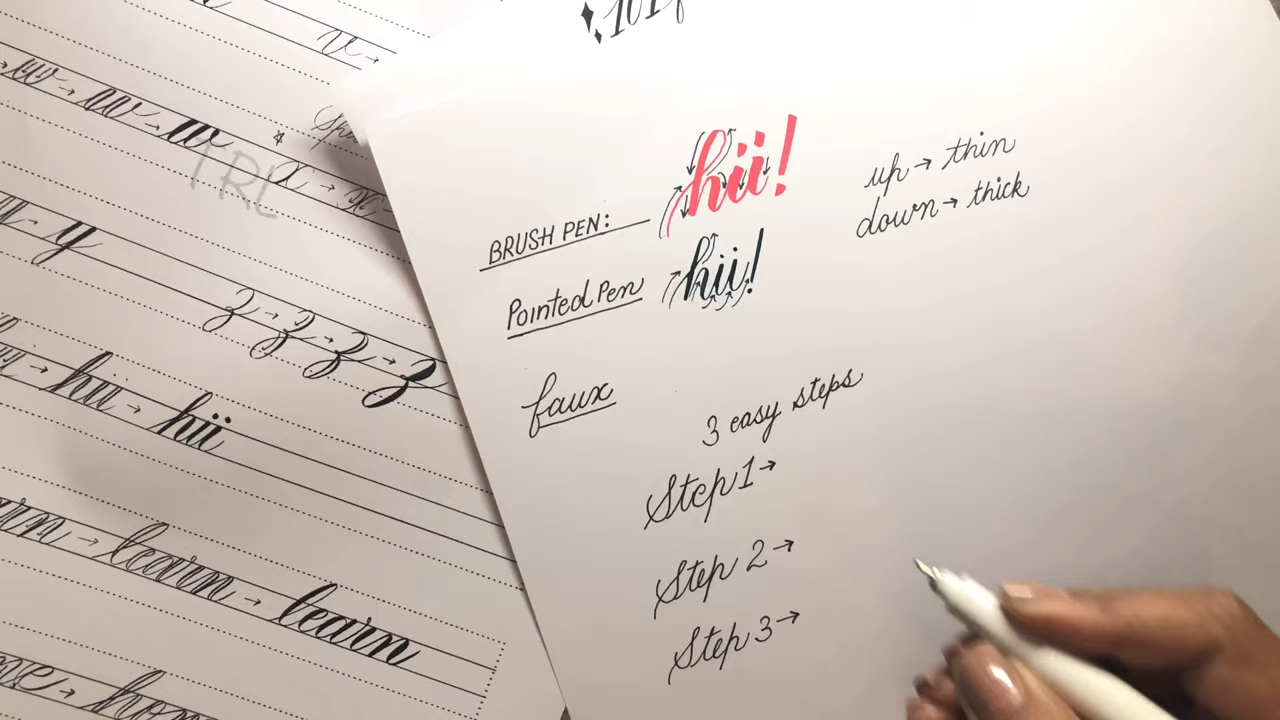 v →
→ w → w → w
x → x
y
z → z → z → z
→ hii → hii
→ learn → learn
101
BRUSH PEN: hii!
up → thin
down → thick
Pointed Pen hii!
faux
3 easy steps
Step 1 →
Step 2 →
Step 3 →